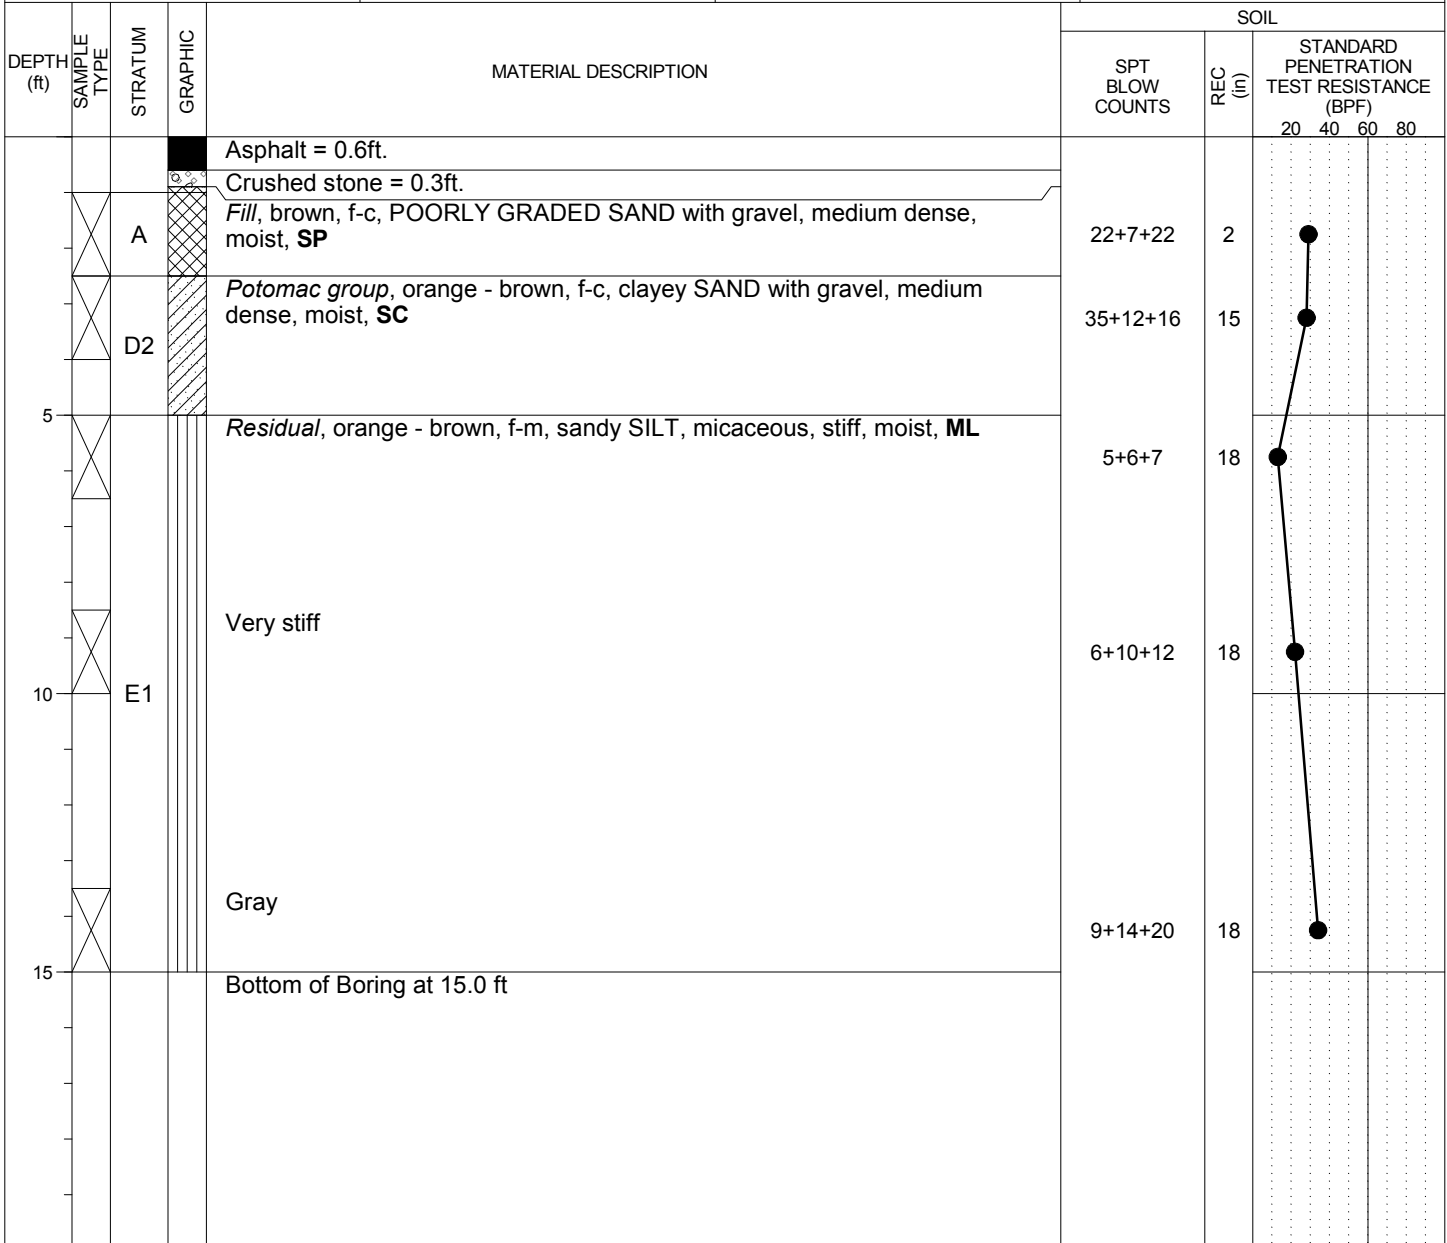 SOIL
DEPTH
(ft)
SAMPLE
TYPE
STRATUM
GRAPHIC
MATERIAL DESCRIPTION
SPT
BLOW
COUNTS
REC
(in)
STANDARD
PENETRATION
TEST RESISTANCE
(BPF)
20 40 60 80
Asphalt = 0.6ft.
Crushed stone = 0.3ft.
A
Fill, brown, f-c, POORLY GRADED SAND with gravel, medium dense,
moist, SP
22+7+22 2
D2
Potomac group, orange - brown, f-c, clayey SAND with gravel, medium
dense, moist, SC
35+12+16 15
5
Residual, orange - brown, f-m, sandy SILT, micaceous, stiff, moist, ML
5+6+7 18
Very stiff
6+10+12 18
10
E1
Gray
9+14+20 18
15
Bottom of Boring at 15.0 ft